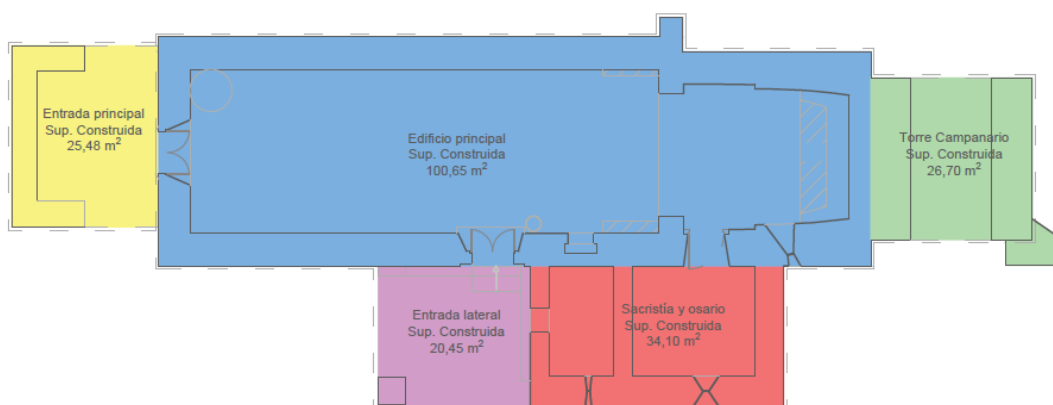 Entrada principal
Sup. Construida
25,48 m²
Edificio principal
Sup. Construida
100,65 m²
Torre Campanario
Sup. Construida
26,70 m²
Entrada lateral
Sup. Construida
20,45 m²
Sacristía y osario
Sup. Construida
34,10 m²